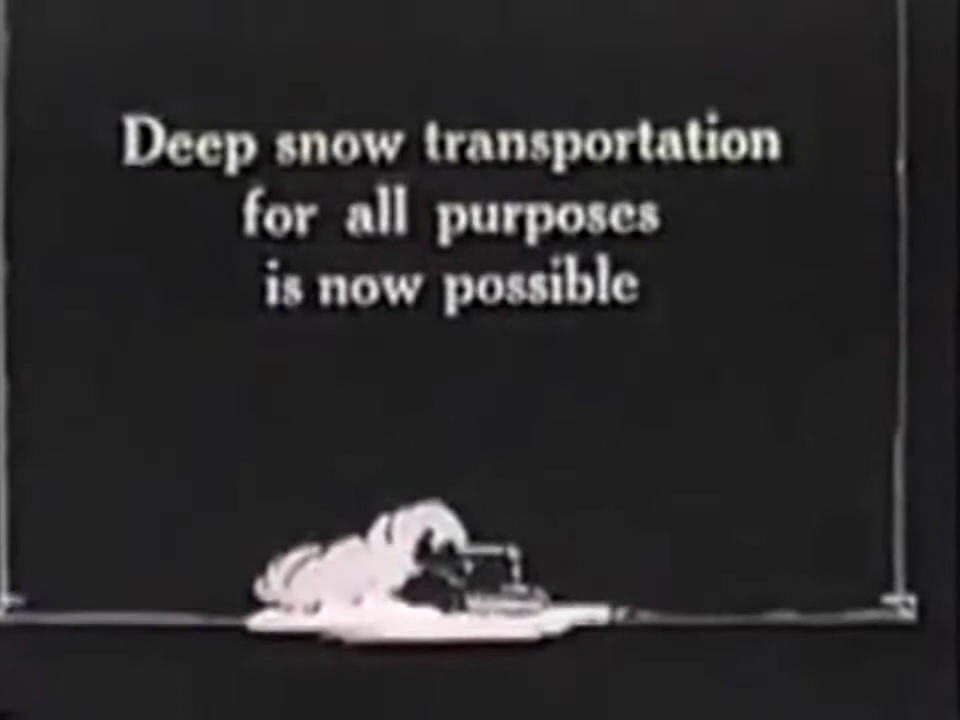 Deep snow transportation
for all purposes
is now possible